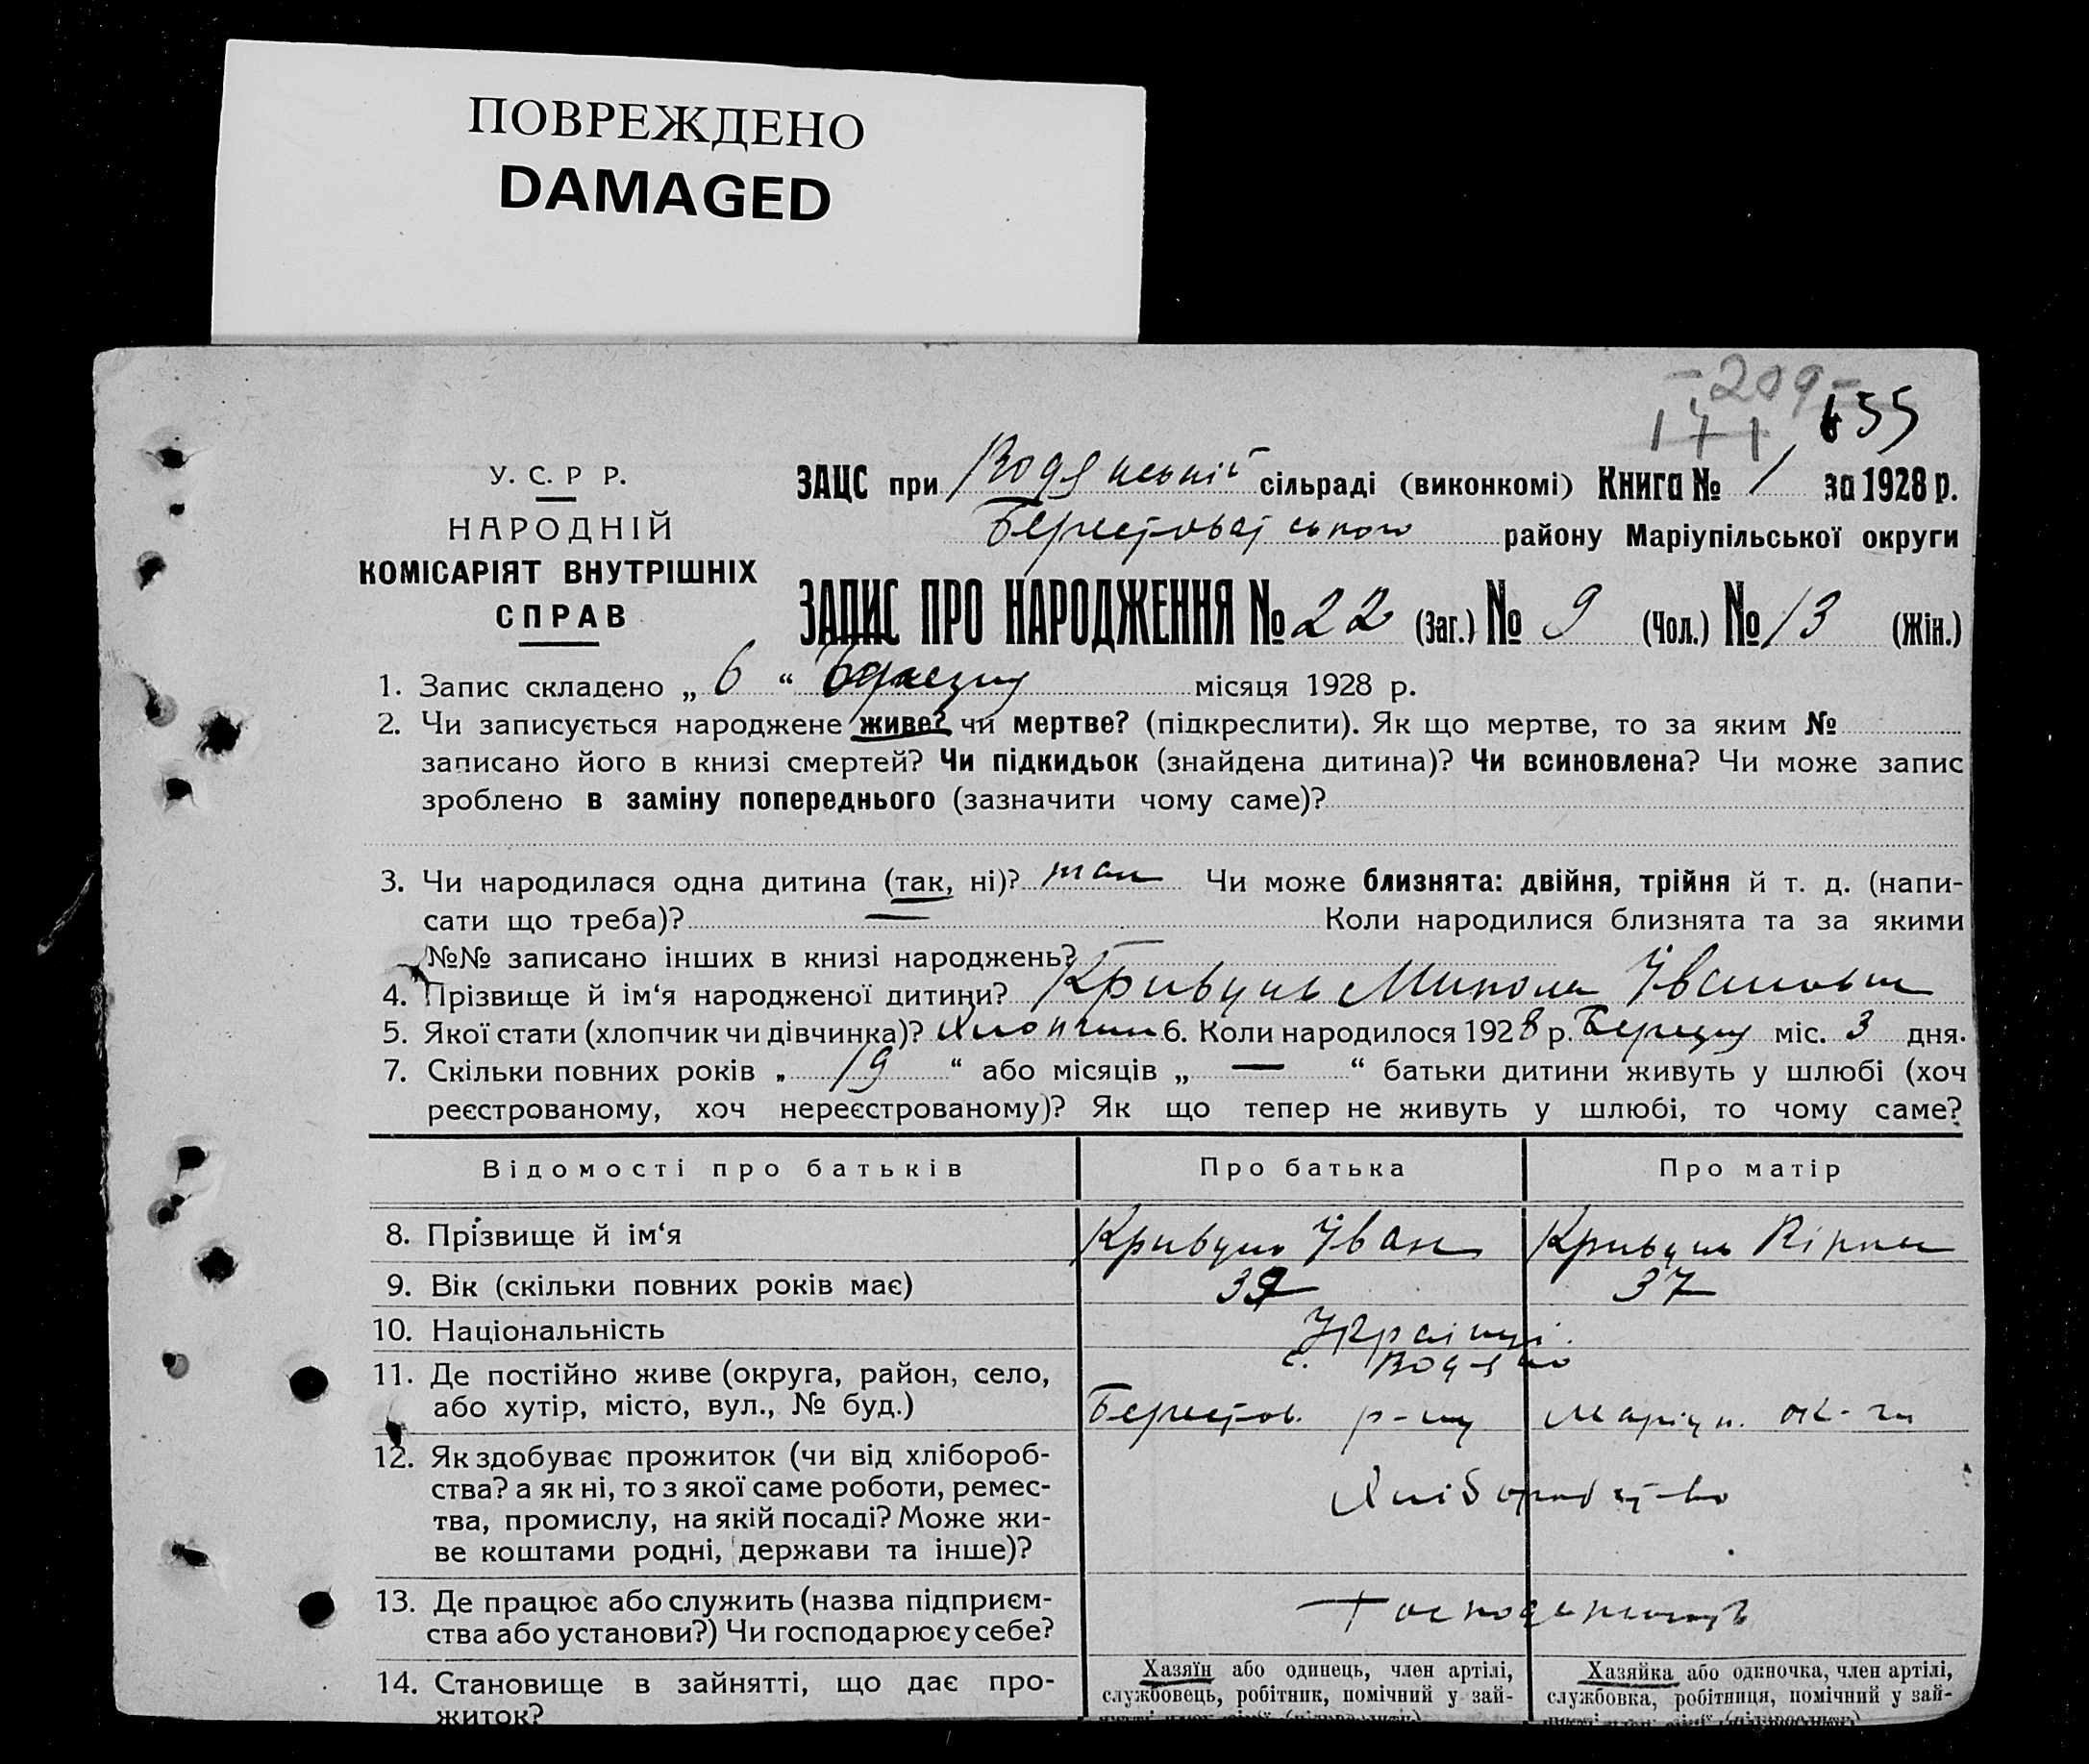 ПОВРЕЖДЕНО
DAMAGED
-209-
171 655
У. С. Р Р.
НАРОДНІЙ
КОМІСАРІЯТ ВНУТРІШНІХ
СПРАВ
ЗАЦС при Водянській сільраді (виконкомі) Книга № 1 за 1928 р.
Берестоватського району Маріупільської округи
ЗАПИС ПРО НАРОДЖЕННЯ № 22 (Заг.) № 9 (Чол.) № 13 (Жін.)
1. Запис складено „ 6 “ березну місяця 1928 р.
2. Чи записується народжене живе? чи мертве? (підкреслити). Як що мертве, то за яким №
записано його в книзі смертей? Чи підкидьок (знайдена дитина)? Чи всиновлена? Чи може запис
зроблено в заміну попереднього (зазначити чому саме)?
3. Чи народилася одна дитина (так, ні)? так Чи може близнята: двійня, трійня й т. д. (напи-
сати що треба)? — Коли народилися близнята та за якими
№№ записано інших в книзі народжень?
4. Прізвище й ім‘я народженої дитини? Кривуць Микола Іванович
5. Якої стати (хлопчик чи дівчинка)? Хлопчик 6. Коли народилося 1928 р. Березну міс. 3 дня.
7. Скільки повних років „ 19 “ або місяців „ — “ батьки дитини живуть у шлюбі (хоч
реєстрованому, хоч нереєстрованому)? Як що тепер не живуть у шлюбі, то чому саме?
Відомості про батьків Про батька Про матір
8. Прізвище й ім‘я Кривуць Іван Кривуць
9. Вік (скільки повних років має) 39 37
10. Національність Українці.
11. Де постійно живе (округа, район, село, с. Водяно
або хутір, місто, вул., № буд.) Берестов. р-ну Маріуп. ок-ги
12. Як здобуває прожиток (чи від хлібороб-
ства? а як ні, то з якої саме роботи, ремес- Хліборобство
тва, промислу, на якій посаді? Може жи-
ве коштами родні, держави та інше)?
13. Де працює або служить (назва підприєм-
ства або установи?) Чи господарює у себе?
14. Становище в зайнятті, що дає про-
житок?
Хазяїн або одинець, член артілі,
службовець, робітник, помічний у зай-
Хазяйка або одиночка, член артілі,
службовка, робітниця, помічний у зай-